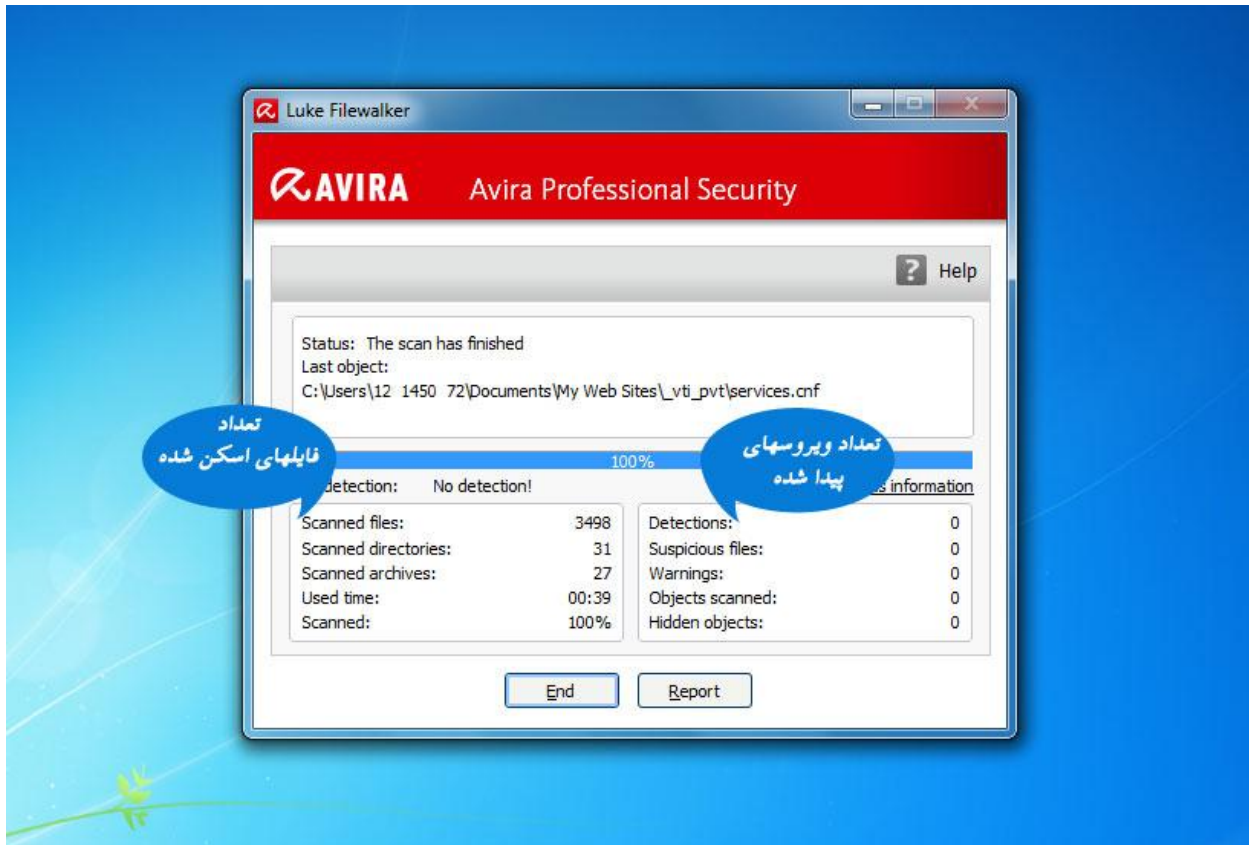 Luke Filewalker
AVIRA Avira Professional Security
Help
Status: The scan has finished
Last object:
C:\Users\12 1450 72\Documents\My Web Sites\_vti_pvt\services.cnf
تعداد
فایلهای اسکن شده
تعداد ویروسهای
پیدا شده
100%
detection: No detection!
information
Scanned files: 3498
Scanned directories: 31
Scanned archives: 27
Used time: 00:39
Scanned: 100%
Detections: 0
Suspicious files: 0
Warnings: 0
Objects scanned: 0
Hidden objects: 0
End
Report